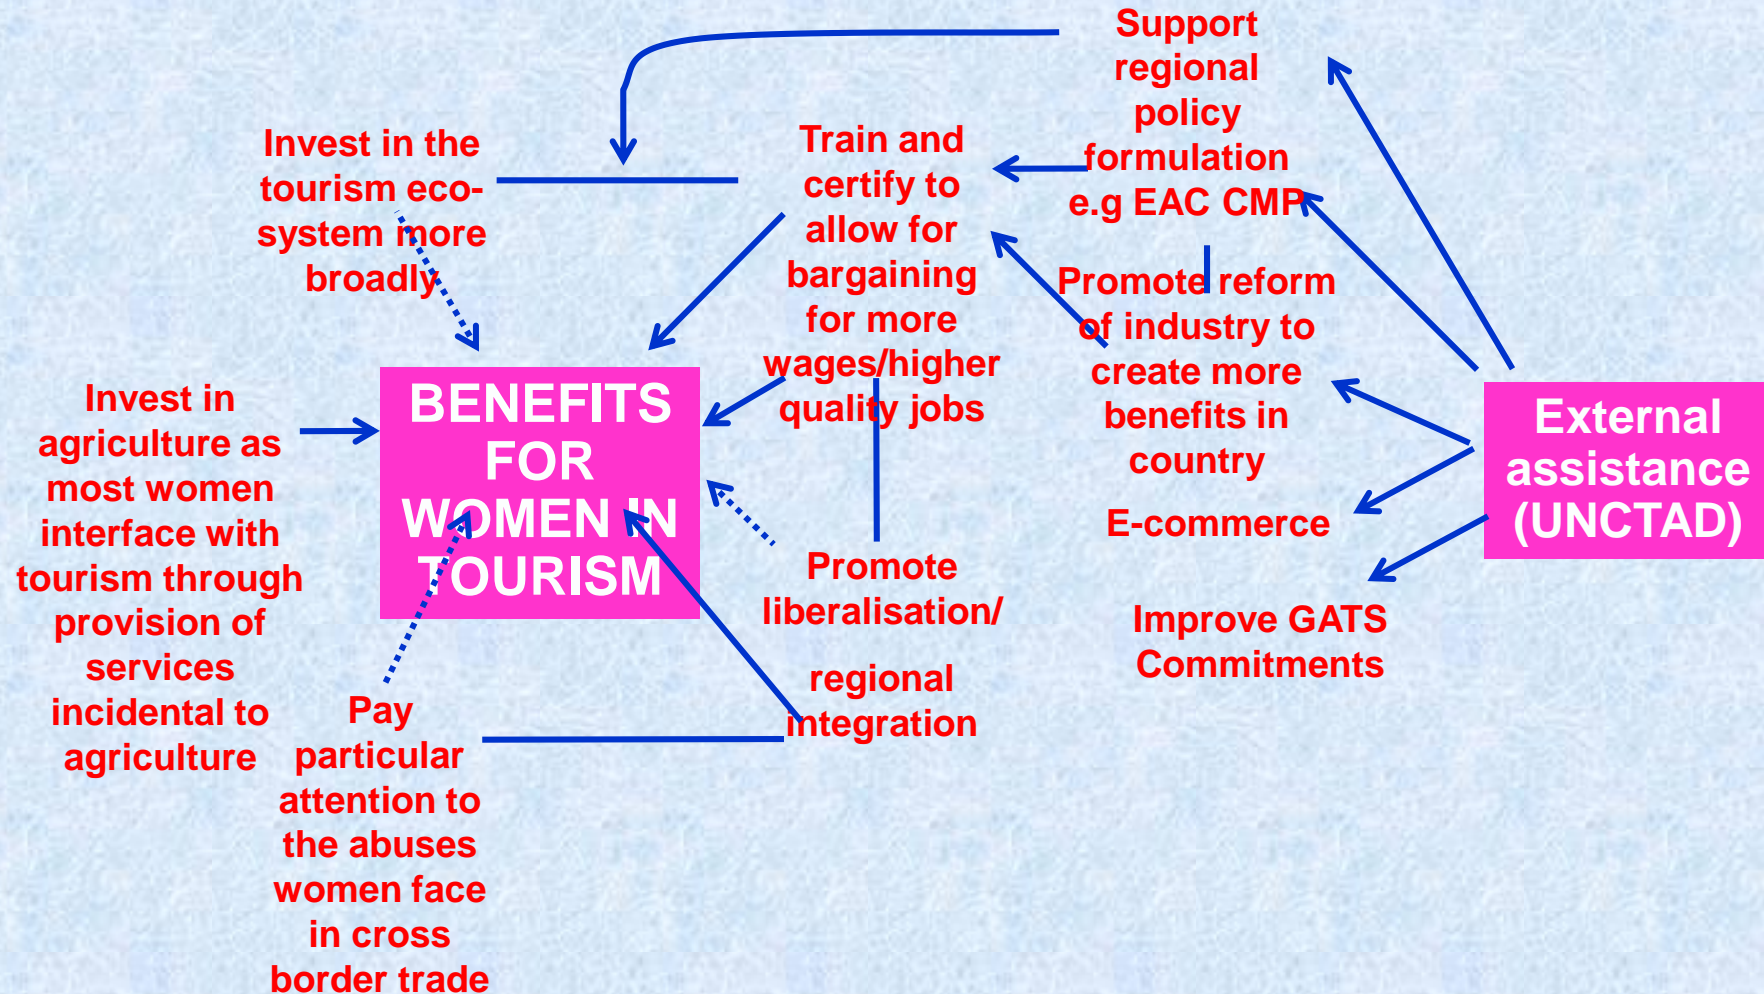 Support
regional
policy
formulation
e.g EAC CMP
Invest in the
tourism eco-
system more
broadly
Train and
certify to
allow for
bargaining
for more
wages/higher
quality jobs
Promote reform
of industry to
create more
benefits in
country
Invest in
agriculture as
most women
interface with
tourism through
provision of
services
incidental to
agriculture
BENEFITS
FOR
WOMEN IN
TOURISM
External
assistance
(UNCTAD)
E-commerce
Promote
liberalisation/
regional
integration
Improve GATS
Commitments
Pay
particular
attention to
the abuses
women face
in cross
border trade